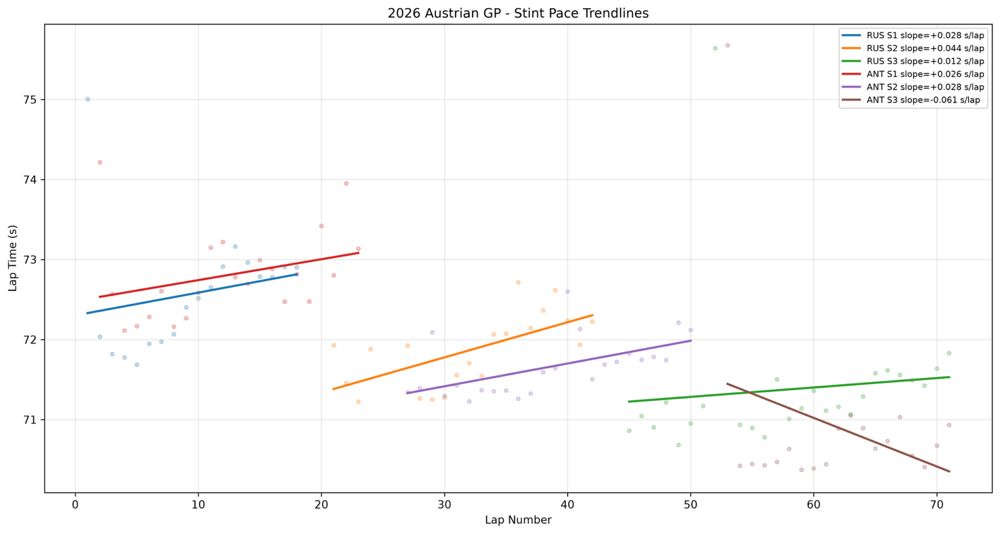 2026 Austrian GP - Stint Pace Trendlines
RUS S1 slope=+0.028 s/lap
RUS S2 slope=+0.044 s/lap
RUS S3 slope=+0.012 s/lap
ANT S1 slope=+0.026 s/lap
ANT S2 slope=+0.028 s/lap
ANT S3 slope=-0.061 s/lap
Lap Time (s)
75
74
73
72
71
0 10 20 30 40 50 60 70
Lap Number